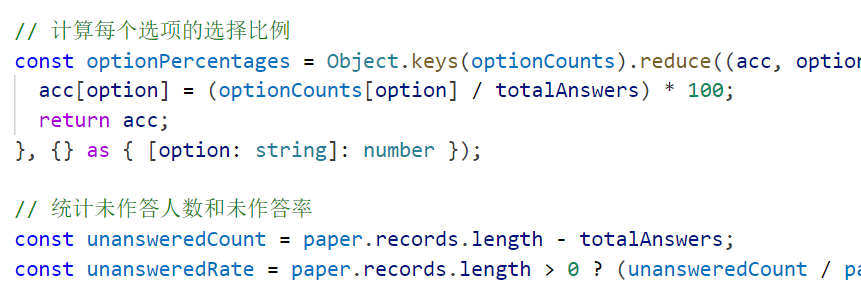 // 计算每个选项的选择比例
const optionPercentages = Object.keys(optionCounts).reduce((acc, option
acc[option] = (optionCounts[option] / totalAnswers) * 100;
return acc;
}, {} as { [option: string]: number });
// 统计未作答人数和未作答率
const unansweredCount = paper.records.length - totalAnswers;
const unansweredRate = paper.records.length > 0 ? (unansweredCount / pa